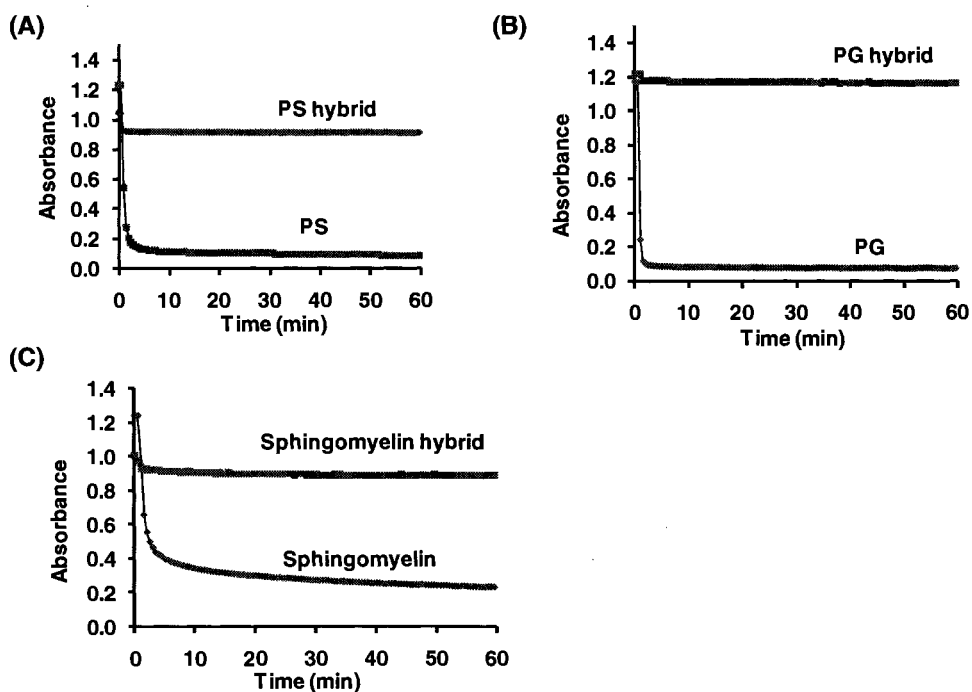 (A)
1.4
1.2
1.0
0.8
0.6
0.4
0.2
0.0
Absorbance
PS hybrid
PS
0 10 20 30 40 50 60
Time (min)
(B)
1.4
1.2
1.0
0.8
0.6
0.4
0.2
0.0
Absorbance
PG hybrid
PG
0 10 20 30 40 50 60
Time (min)
(C)
1.4
1.2
1.0
0.8
0.6
0.4
0.2
0.0
Absorbance
Sphingomyelin hybrid
Sphingomyelin
0 10 20 30 40 50 60
Time (min)